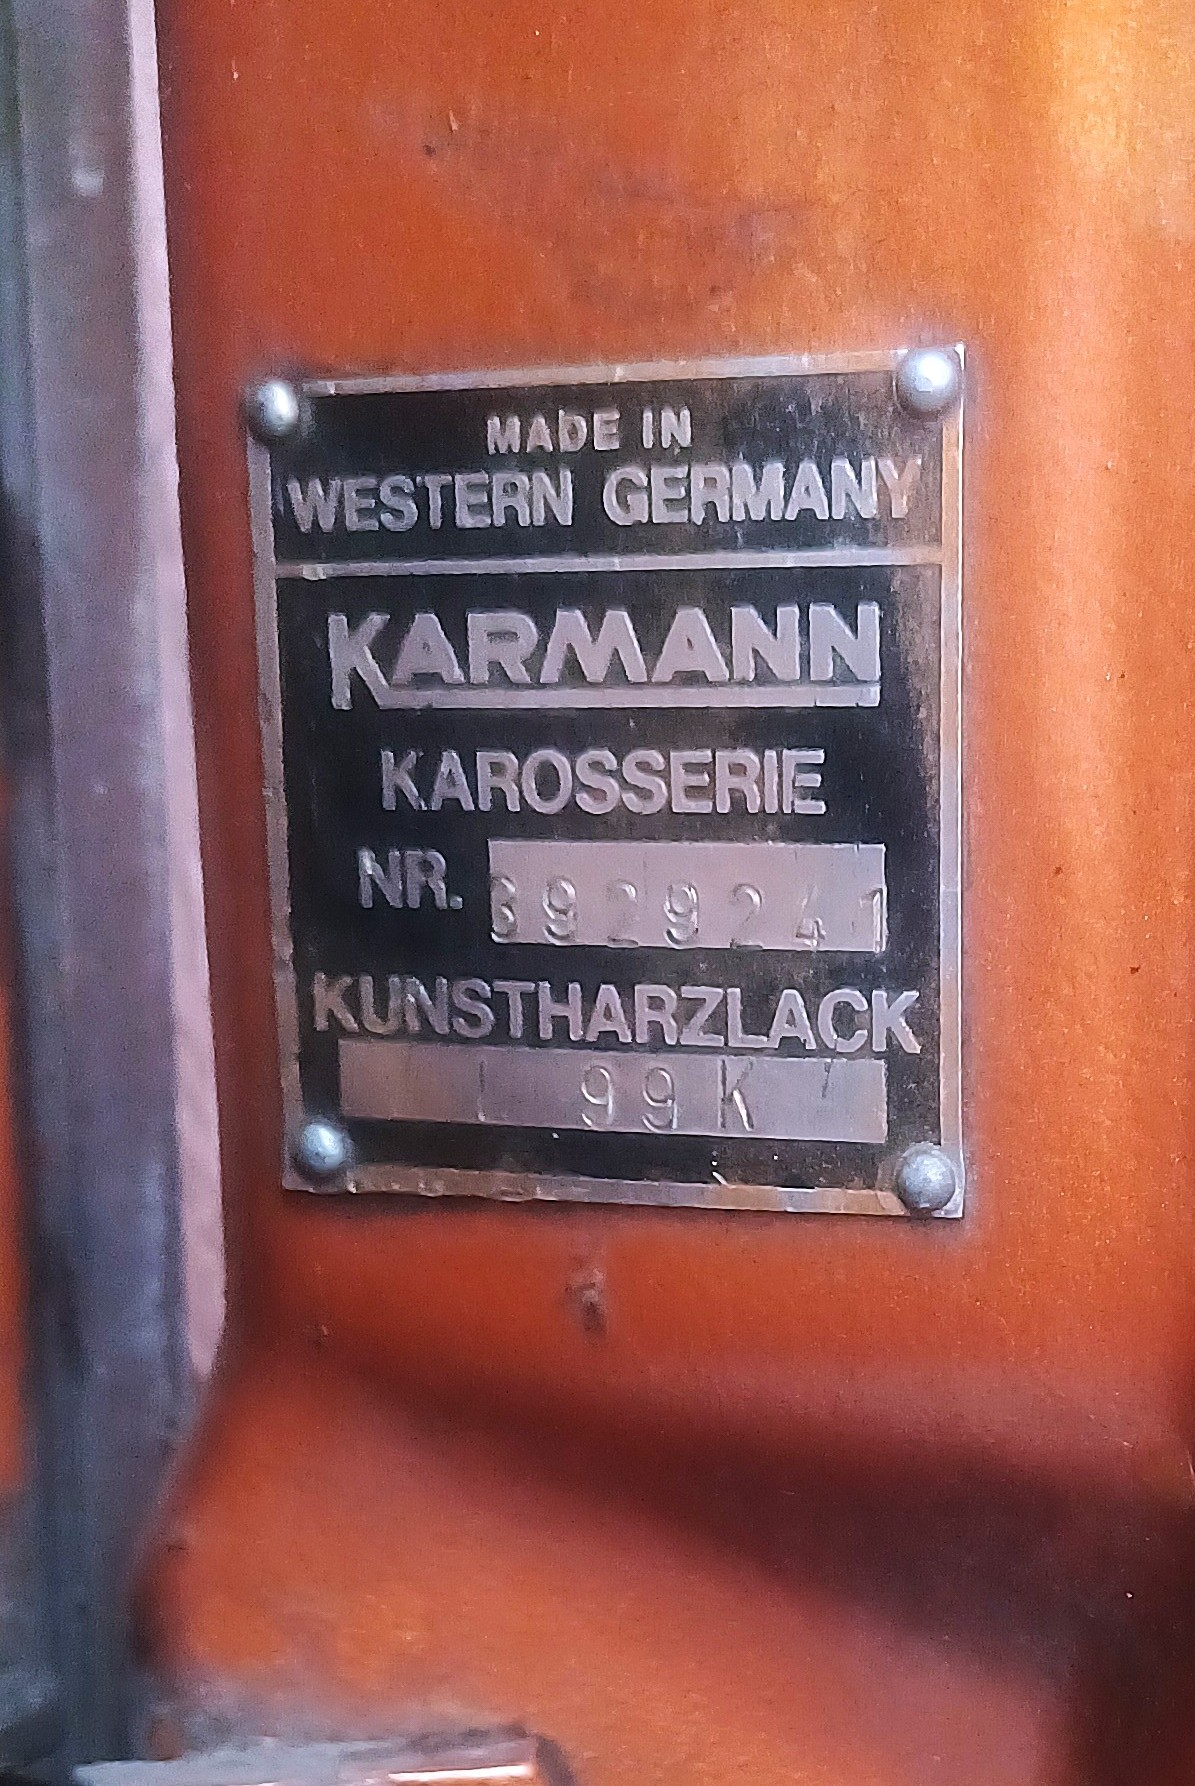 MADE IN
WESTERN GERMANY
KARMANN
KAROSSERIE
NR. 3929241
KUNSTHARZLACK
L 99K